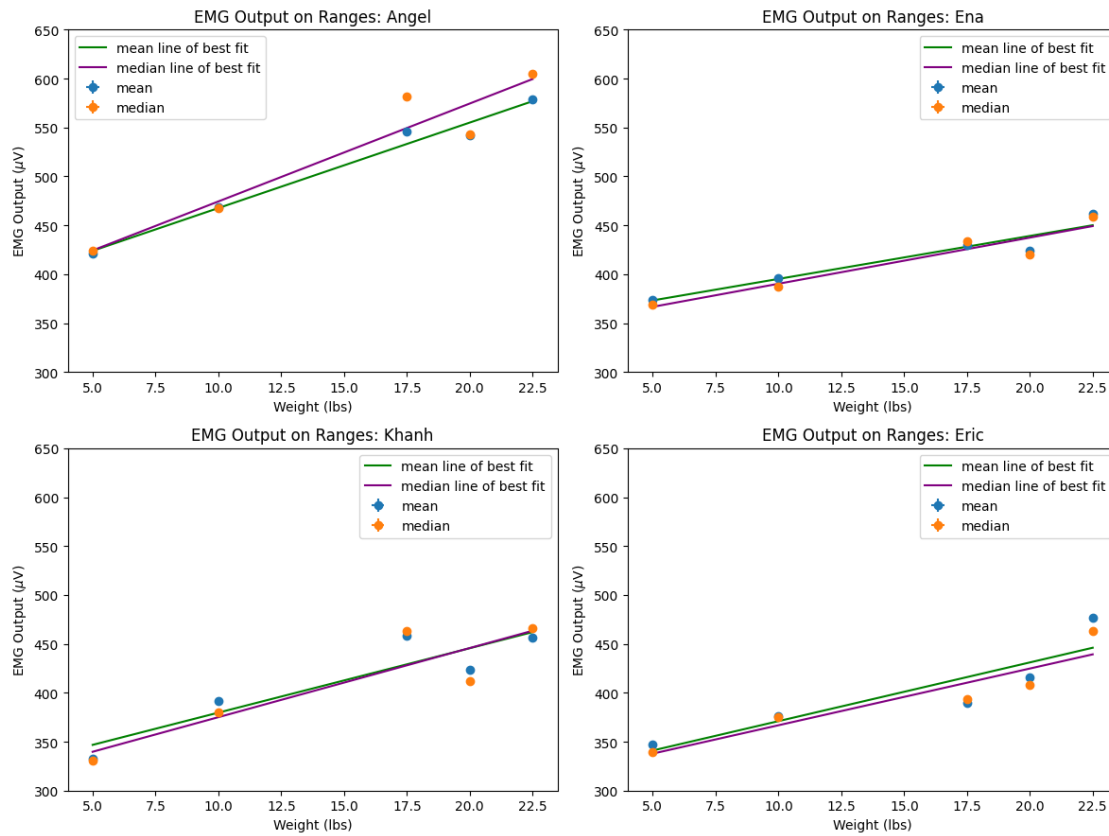 EMG Output on Ranges: Angel
650
600
550
500
450
400
350
300
EMG Output (μV)
mean line of best fit
median line of best fit
mean
median
5.0 7.5 10.0 12.5 15.0 17.5 20.0 22.5
Weight (lbs)
EMG Output on Ranges: Ena
650
600
550
500
450
400
350
300
EMG Output (μV)
mean line of best fit
median line of best fit
mean
median
5.0 7.5 10.0 12.5 15.0 17.5 20.0 22.5
Weight (lbs)
EMG Output on Ranges: Khanh
650
600
550
500
450
400
350
300
EMG Output (μV)
mean line of best fit
median line of best fit
mean
median
5.0 7.5 10.0 12.5 15.0 17.5 20.0 22.5
Weight (lbs)
EMG Output on Ranges: Eric
650
600
550
500
450
400
350
300
EMG Output (μV)
mean line of best fit
median line of best fit
mean
median
5.0 7.5 10.0 12.5 15.0 17.5 20.0 22.5
Weight (lbs)